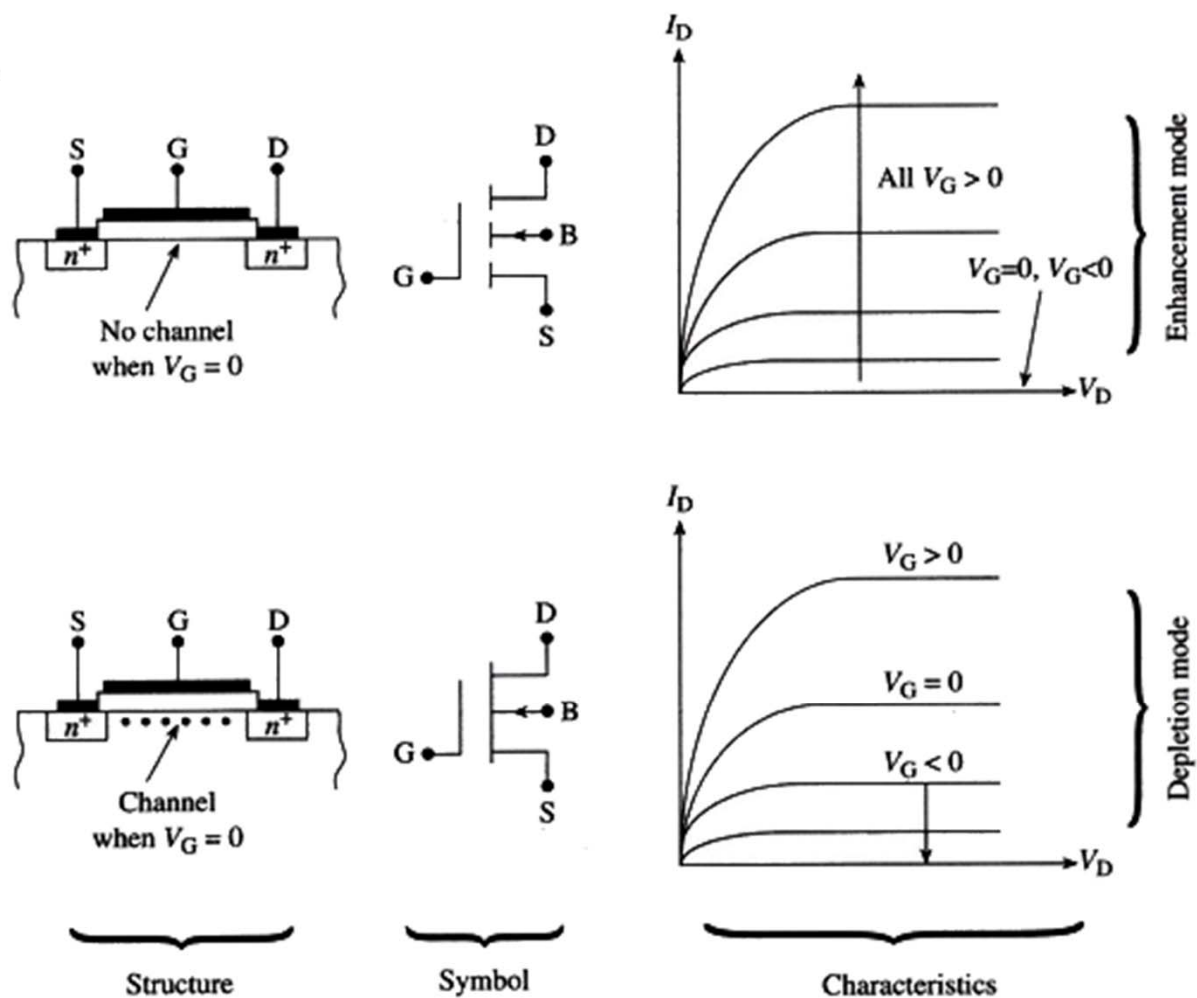 I_D
S G D
n⁺ n⁺
No channel
when V_G = 0
D
B
G
S
All V_G > 0
V_G=0, V_G<0
V_D
Enhancement mode
I_D
S G D
n⁺ n⁺
Channel
when V_G = 0
D
B
G
S
V_G > 0
V_G = 0
V_G < 0
V_D
Depletion mode
Structure
Symbol
Characteristics